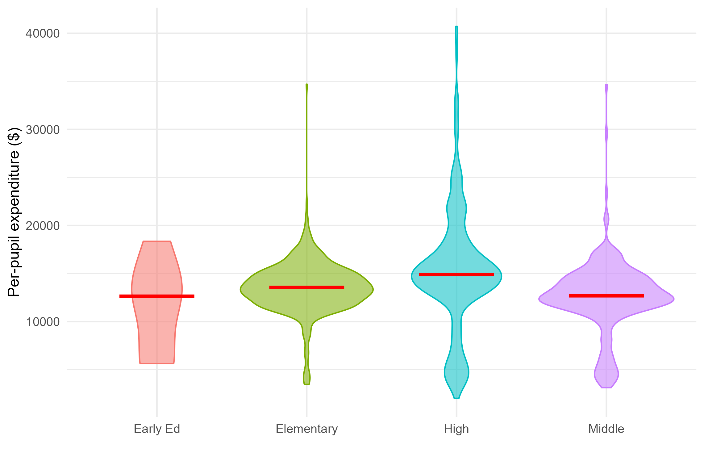 Per-pupil expenditure ($)
40000
30000
20000
10000
Early Ed
Elementary
High
Middle